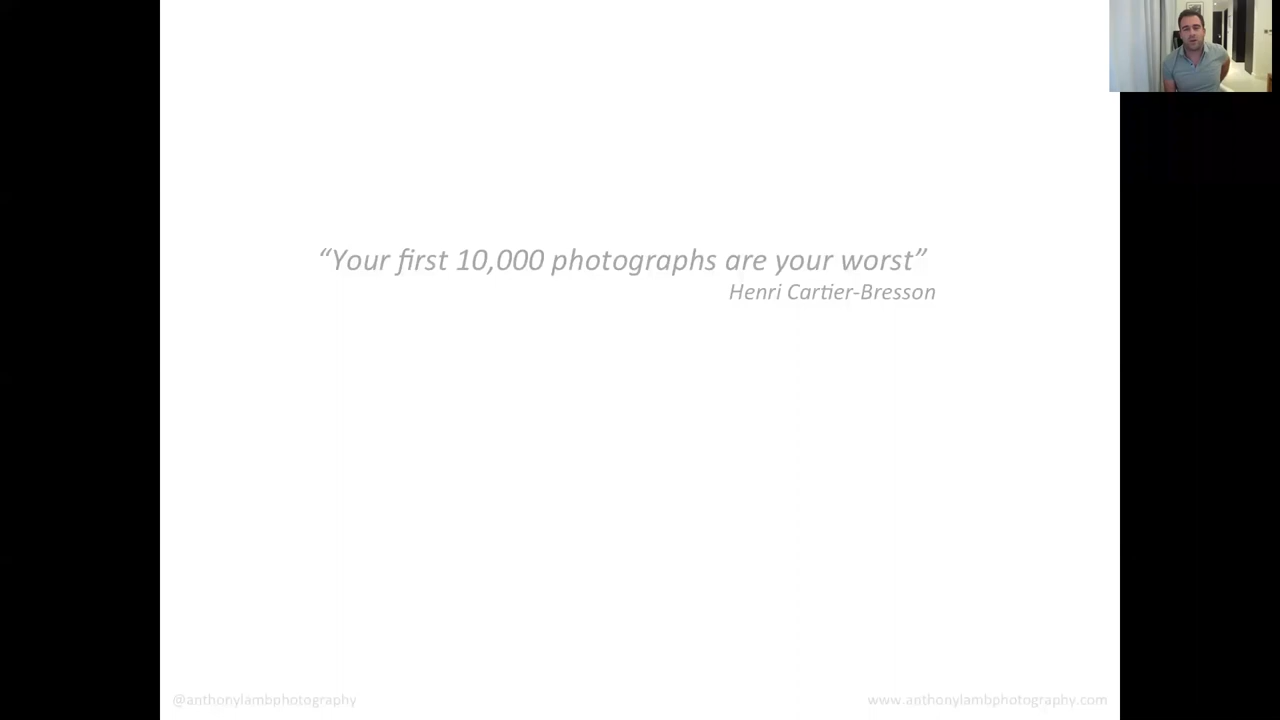 “Your first 10,000 photographs are your worst”
Henri Cartier-Bresson
@anthonylambphotography
www.anthonylambphotography.com